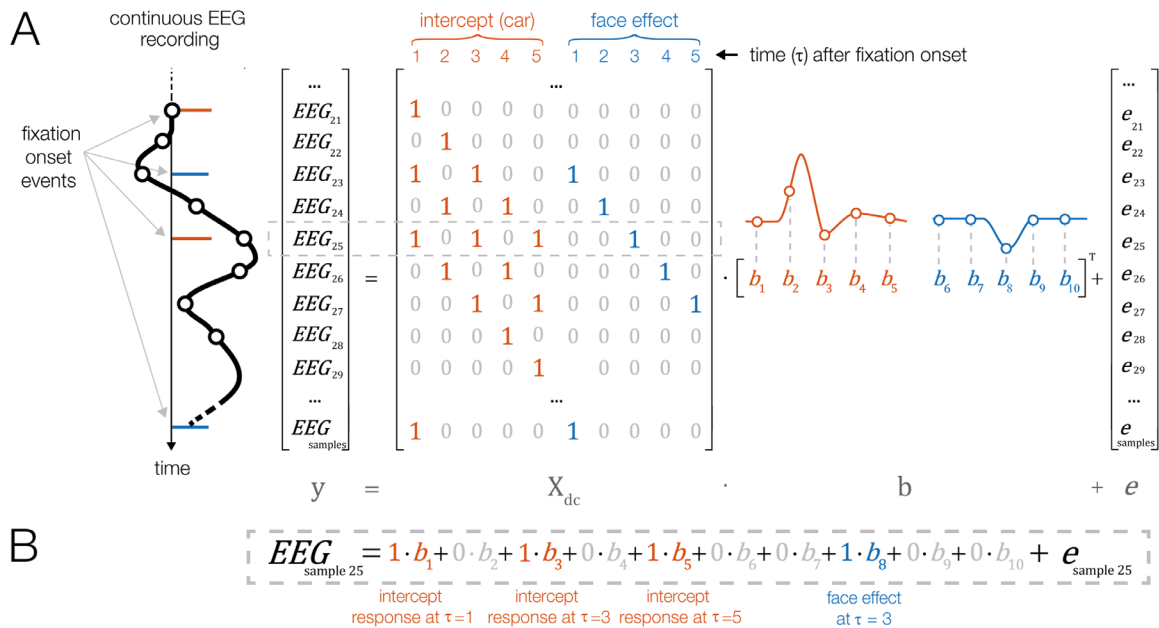 A
continuous EEG
recording
intercept (car)
face effect
1 2 3 4 5 1 2 3 4 5
← time (τ) after fixation onset
fixation
onset
events
time
... ... ...
EEG21 1 0 0 0 0 0 0 0 0 0 e21
EEG22 0 1 0 0 0 0 0 0 0 0 e22
EEG23 1 0 1 0 0 1 0 0 0 0 e23
EEG24 0 1 0 1 0 0 1 0 0 0 e24
EEG25 1 0 1 0 1 0 0 1 0 0 e25
EEG26 = 0 1 0 1 0 0 0 0 1 0 · [b1 b2 b3 b4 b5 b6 b7 b8 b9 b10]T + e26
EEG27 0 0 1 0 1 0 0 0 0 1 e27
EEG28 0 0 0 1 0 0 0 0 0 0 e28
EEG29 0 0 0 0 1 0 0 0 0 0 e29
... ... ...
EEG samples 1 0 0 0 0 1 0 0 0 0 e samples
y = Xdc · b + e
B
EEG sample 25 = 1·b1+0·b2+1·b3+0·b4+1·b5+0·b6+0·b7+1·b8+0·b9+0·b10+ e sample 25
intercept
response at τ=1
intercept
response at τ=3
intercept
response at τ=5
face effect
at τ = 3